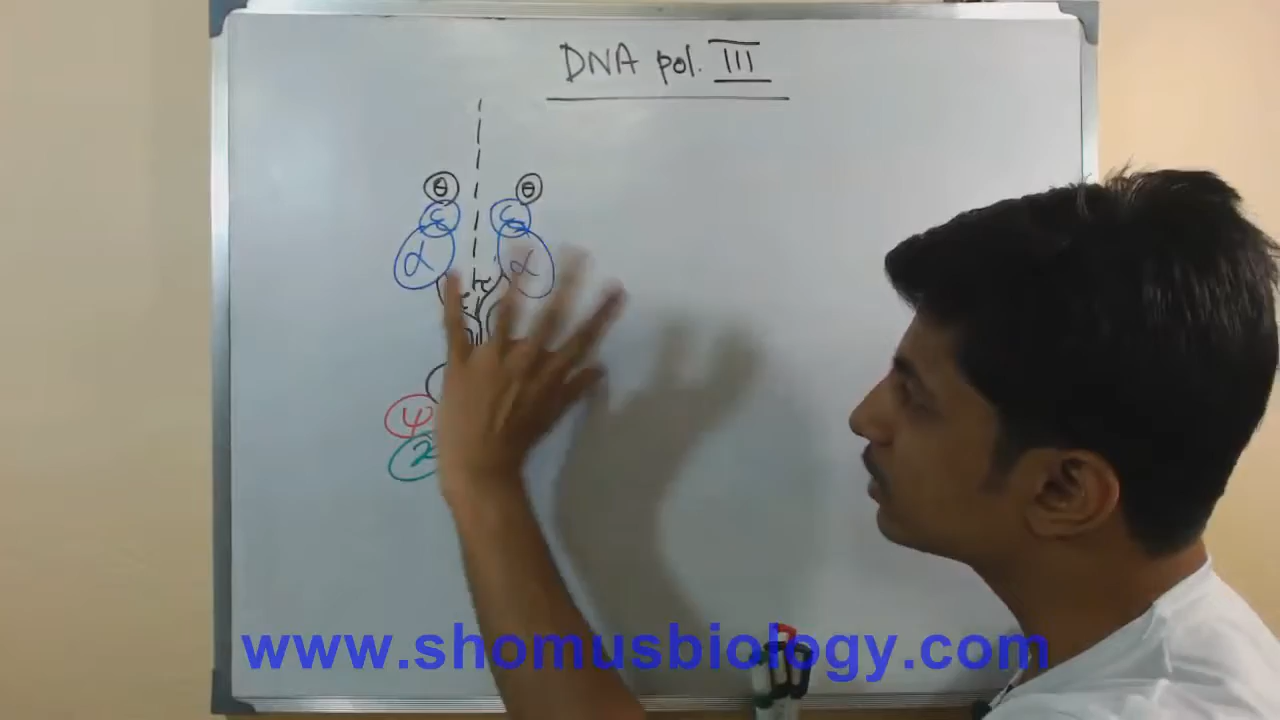 DNA pol. III
θ θ
ε ε
α α
τ τ
ψ
www.shomusbiology.com